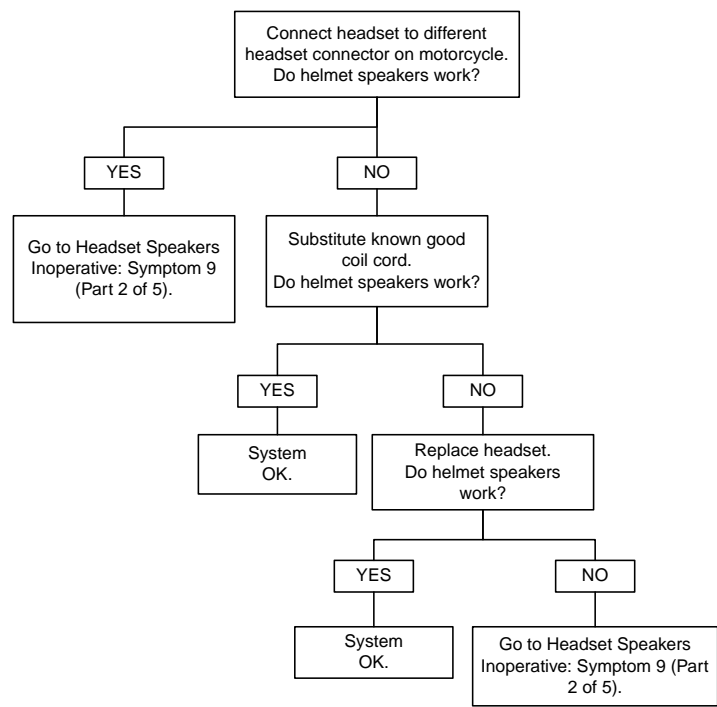 Connect headset to different
headset connector on motorcycle.
Do helmet speakers work?
YES
NO
Go to Headset Speakers
Inoperative: Symptom 9
(Part 2 of 5).
Substitute known good
coil cord.
Do helmet speakers work?
YES
NO
System
OK.
Replace headset.
Do helmet speakers
work?
YES
NO
System
OK.
Go to Headset Speakers
Inoperative: Symptom 9 (Part
2 of 5).